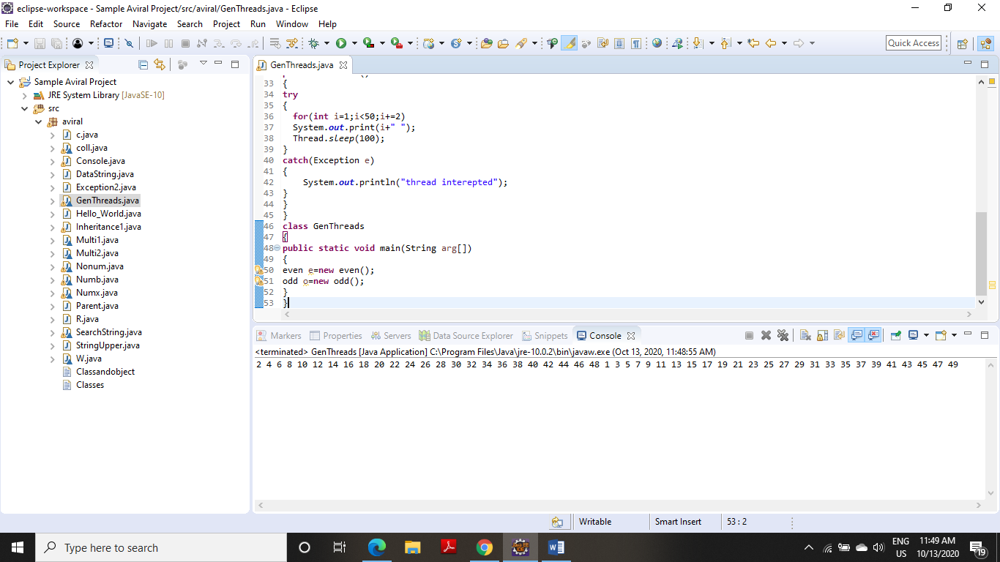 eclipse-workspace - Sample Aviral Project/src/aviral/GenThreads.java - Eclipse
File Edit Source Refactor Navigate Search Project Run Window Help
Quick Access
Project Explorer
Sample Aviral Project
JRE System Library [JavaSE-10]
src
aviral
c.java
coll.java
Console.java
DataString.java
Exception2.java
GenThreads.java
Hello_World.java
Inheritance1.java
Multi1.java
Multi2.java
Nonum.java
Numb.java
Numx.java
Parent.java
R.java
SearchString.java
StringUpper.java
W.java
Classandobject
Classes
GenThreads.java
33 {
34 try
35 {
36 for(int i=1;i<50;i+=2)
37 System.out.print(i+" ");
38 Thread.sleep(100);
39 }
40 catch(Exception e)
41 {
42 System.out.println("thread interepted");
43 }
44 }
45 }
46 class GenThreads
47 {
48 public static void main(String arg[])
49 {
50 even e=new even();
51 odd o=new odd();
52 }
53 }
Markers Properties Servers Data Source Explorer Snippets Console
<terminated> GenThreads [Java Application] C:\Program Files\Java\jre-10.0.2\bin\javaw.exe (Oct 13, 2020, 11:48:55 AM)
2 4 6 8 10 12 14 16 18 20 22 24 26 28 30 32 34 36 38 40 42 44 46 48 1 3 5 7 9 11 13 15 17 19 21 23 25 27 29 31 33 35 37 39 41 43 45 47 49
Writable Smart Insert 53 : 2
Type here to search
ENG
US
11:49 AM
10/13/2020
19